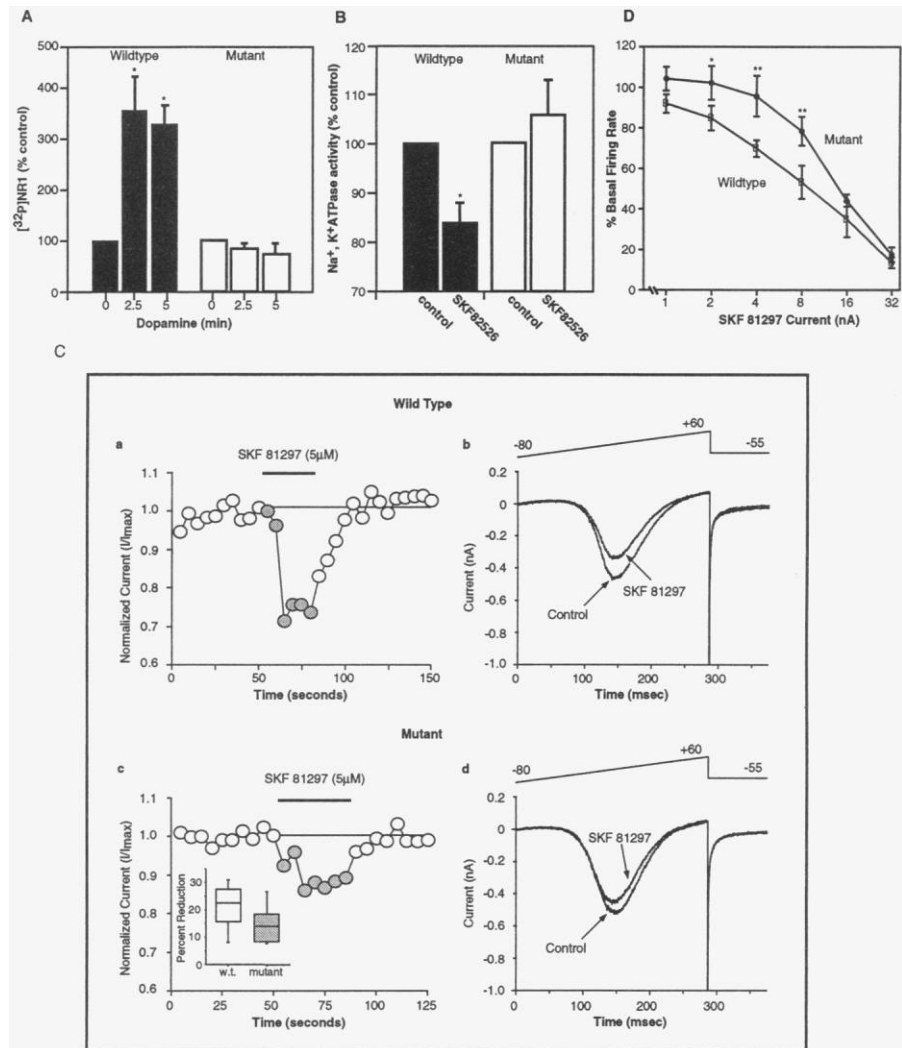 A
[32P]NR1 (% control)
500
400
300
200
100
0
Wildtype
Mutant
*
*
0
2.5
5
0
2.5
5
Dopamine (min)
B
Na+, K+ATPase activity (% control)
120
110
100
90
80
70
Wildtype
Mutant
*
control
SKF82526
control
SKF82526
D
% Basal Firing Rate
120
100
80
60
40
20
0
*
**
**
Mutant
Wildtype
1
2
4
8
16
32
SKF 81297 Current (nA)
C
Wild Type
a
SKF 81297 (5µM)
Normalized Current (I/Imax)
1.1
1.0
0.9
0.8
0.7
0.6
0
50
100
150
Time (seconds)
b
-80
+60
-55
Current (nA)
0.2
0
-0.2
-0.4
-0.6
-0.8
-1.0
Control
SKF 81297
0
100
200
300
Time (msec)
Mutant
c
SKF 81297 (5µM)
Normalized Current (I/Imax)
1.1
1.0
0.9
0.8
0.7
0.6
Percent Reduction
30
20
10
0
w.t.
mutant
0
25
50
75
100
125
Time (seconds)
d
-80
+60
-55
Current (nA)
0.2
0
-0.2
-0.4
-0.6
-0.8
-1.0
SKF 81297
Control
0
100
200
300
Time (msec)